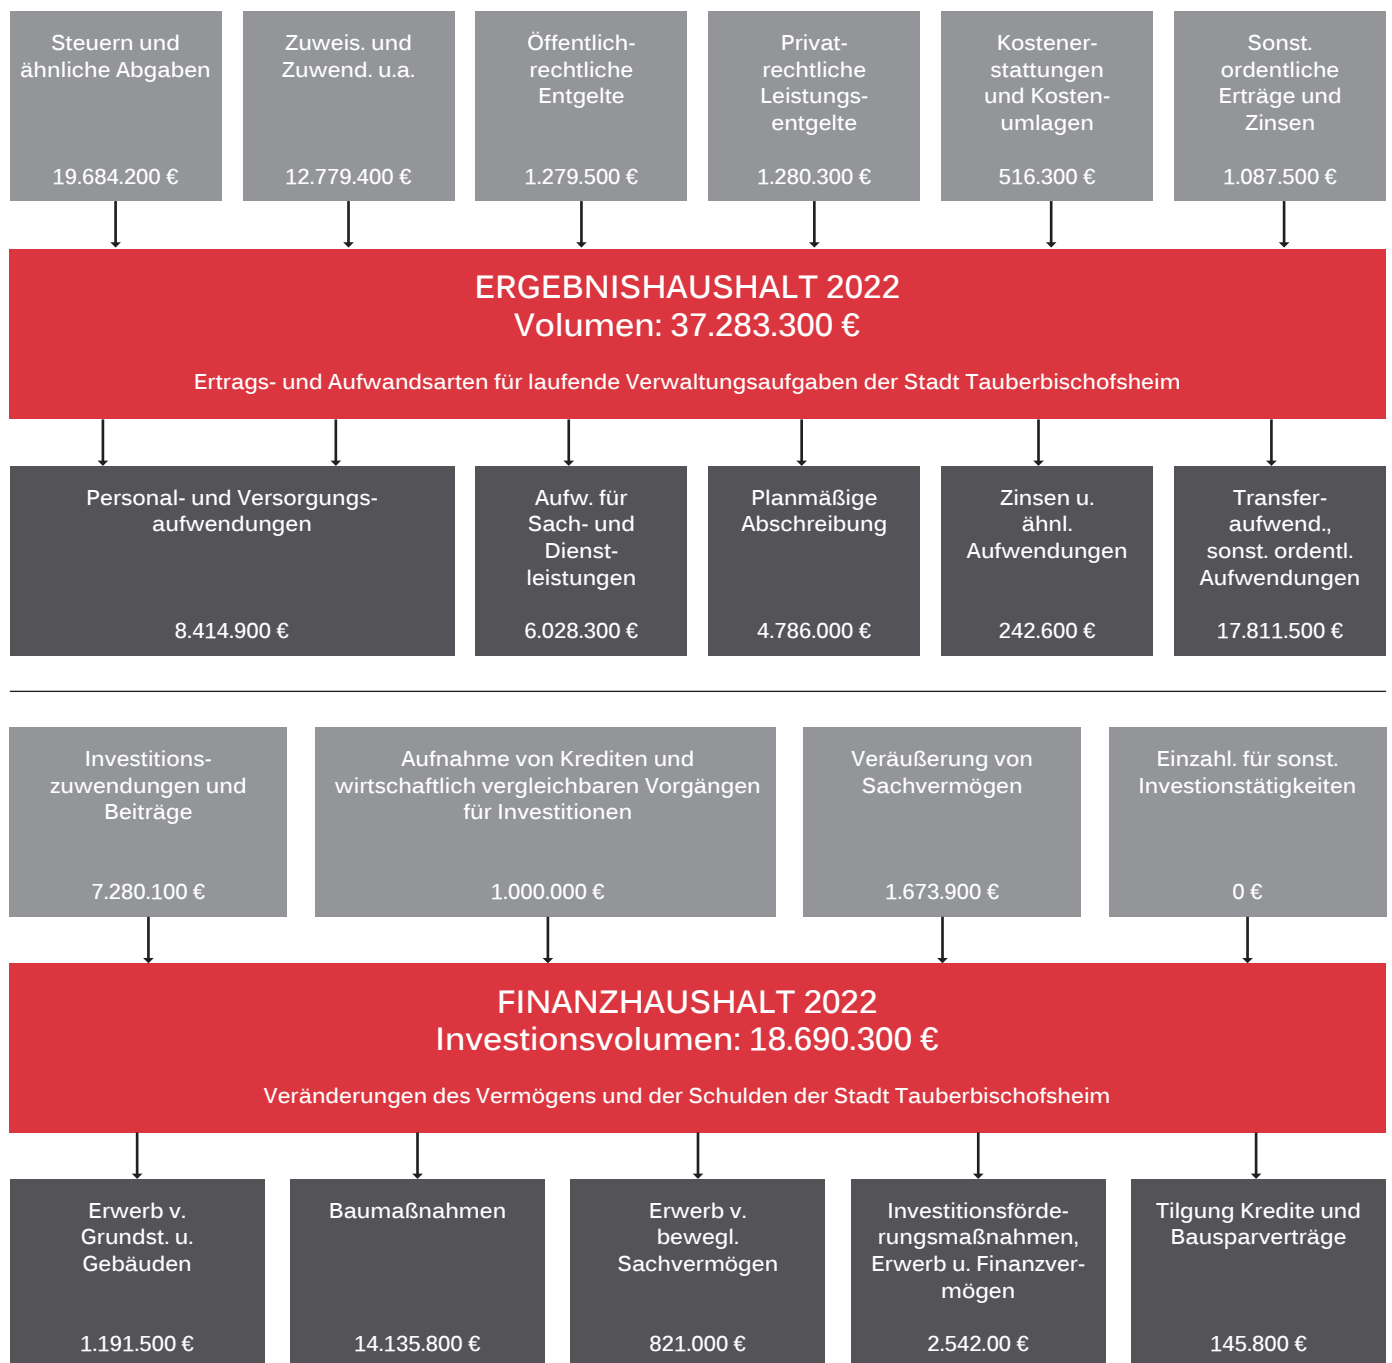 Steuern und
ähnliche Abgaben
19.684.200 €
Zuweis. und
Zuwend. u.a.
12.779.400 €
Öffentlich-
rechtliche
Entgelte
1.279.500 €
Privat-
rechtliche
Leistungs-
entgelte
1.280.300 €
Kostener-
stattungen
und Kosten-
umlagen
516.300 €
Sonst.
ordentliche
Erträge und
Zinsen
1.087.500 €
ERGEBNISHAUSHALT 2022
Volumen: 37.283.300 €
Ertrags- und Aufwandsarten für laufende Verwaltungsaufgaben der Stadt Tauberbischofsheim
Personal- und Versorgungs-
aufwendungen
8.414.900 €
Aufw. für
Sach- und
Dienst-
leistungen
6.028.300 €
Planmäßige
Abschreibung
4.786.000 €
Zinsen u.
ähnl.
Aufwendungen
242.600 €
Transfer-
aufwend.,
sonst. ordentl.
Aufwendungen
17.811.500 €
Investitions-
zuwendungen und
Beiträge
7.280.100 €
Aufnahme von Krediten und
wirtschaftlich vergleichbaren Vorgängen
für Investitionen
1.000.000 €
Veräußerung von
Sachvermögen
1.673.900 €
Einzahl. für sonst.
Investionstätigkeiten
0 €
FINANZHAUSHALT 2022
Investionsvolumen: 18.690.300 €
Veränderungen des Vermögens und der Schulden der Stadt Tauberbischofsheim
Erwerb v.
Grundst. u.
Gebäuden
1.191.500 €
Baumaßnahmen
14.135.800 €
Erwerb v.
bewegl.
Sachvermögen
821.000 €
Investitionsförde-
rungsmaßnahmen,
Erwerb u. Finanzver-
mögen
2.542.00 €
Tilgung Kredite und
Bausparverträge
145.800 €